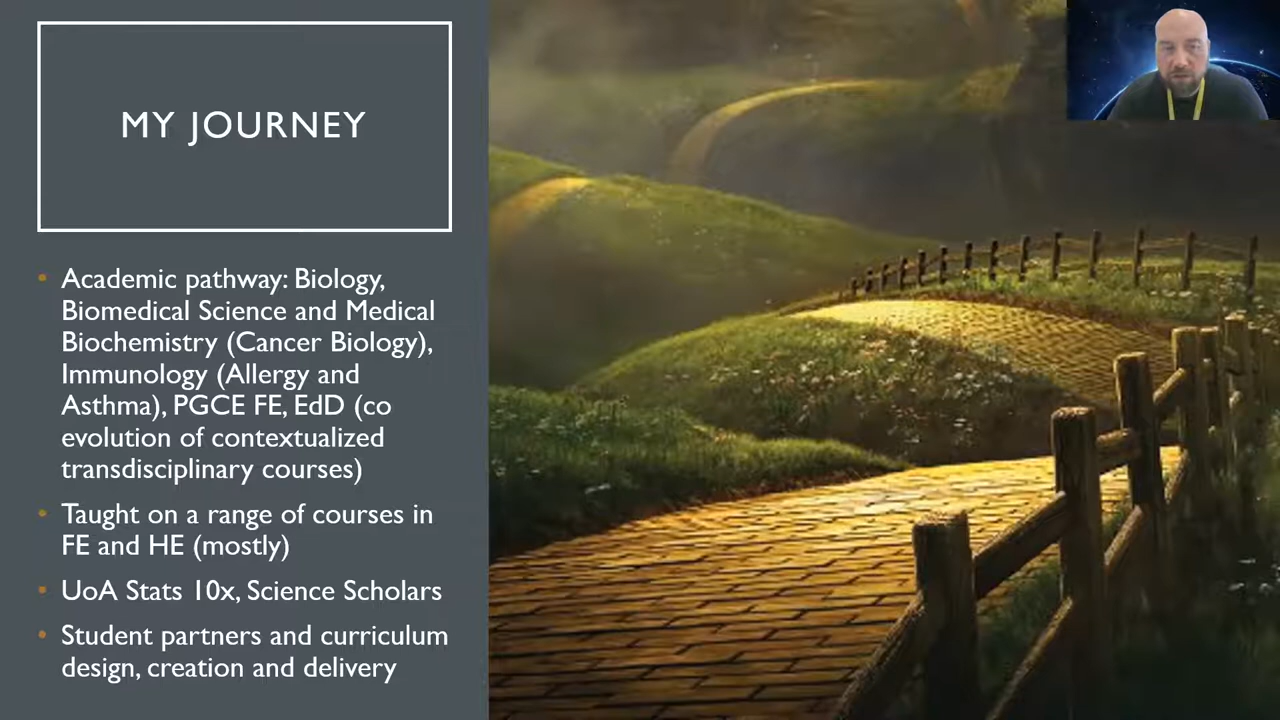 MY JOURNEY
Academic pathway: Biology,
Biomedical Science and Medical
Biochemistry (Cancer Biology),
Immunology (Allergy and
Asthma), PGCE FE, EdD (co
evolution of contextualized
transdisciplinary courses)
Taught on a range of courses in
FE and HE (mostly)
UoA Stats 10x, Science Scholars
Student partners and curriculum
design, creation and delivery